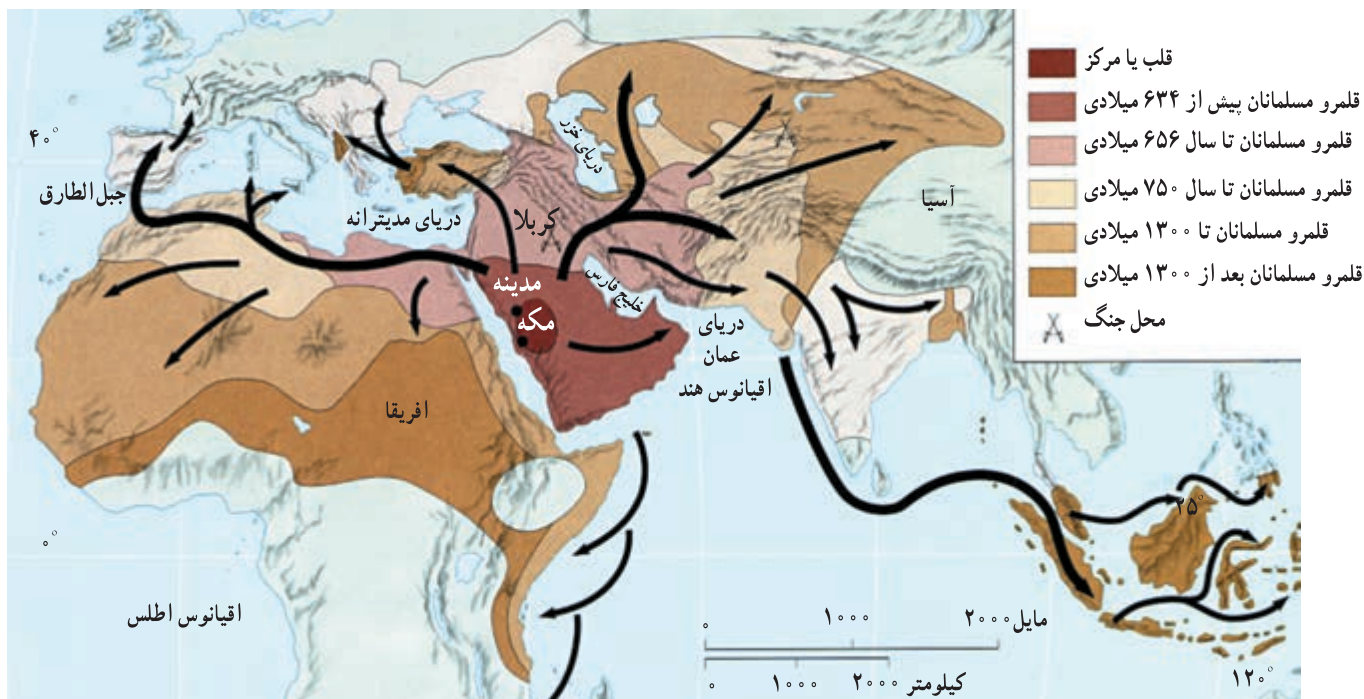 قلب یا مرکز
قلمرو مسلمانان پیش از ۶۳۴ میلادی
قلمرو مسلمانان تا سال ۶۵۶ میلادی
قلمرو مسلمانان تا سال ۷۵۰ میلادی
قلمرو مسلمانان تا ۱۳۰۰ میلادی
قلمرو مسلمانان بعد از ۱۳۰۰ میلادی
محل جنگ
۴۰°
دریای خزر
آسیا
جبل الطارق
دریای مدیترانه
کربلا
مدینه
مکه
خلیج فارس
دریای
عمان
اقیانوس هند
افریقا
۲۵°
۰°
اقیانوس اطلس
۰ ۱۰۰۰ ۲۰۰۰ مایل
۰ ۱۰۰۰ ۲۰۰۰ کیلومتر
۱۲۰°